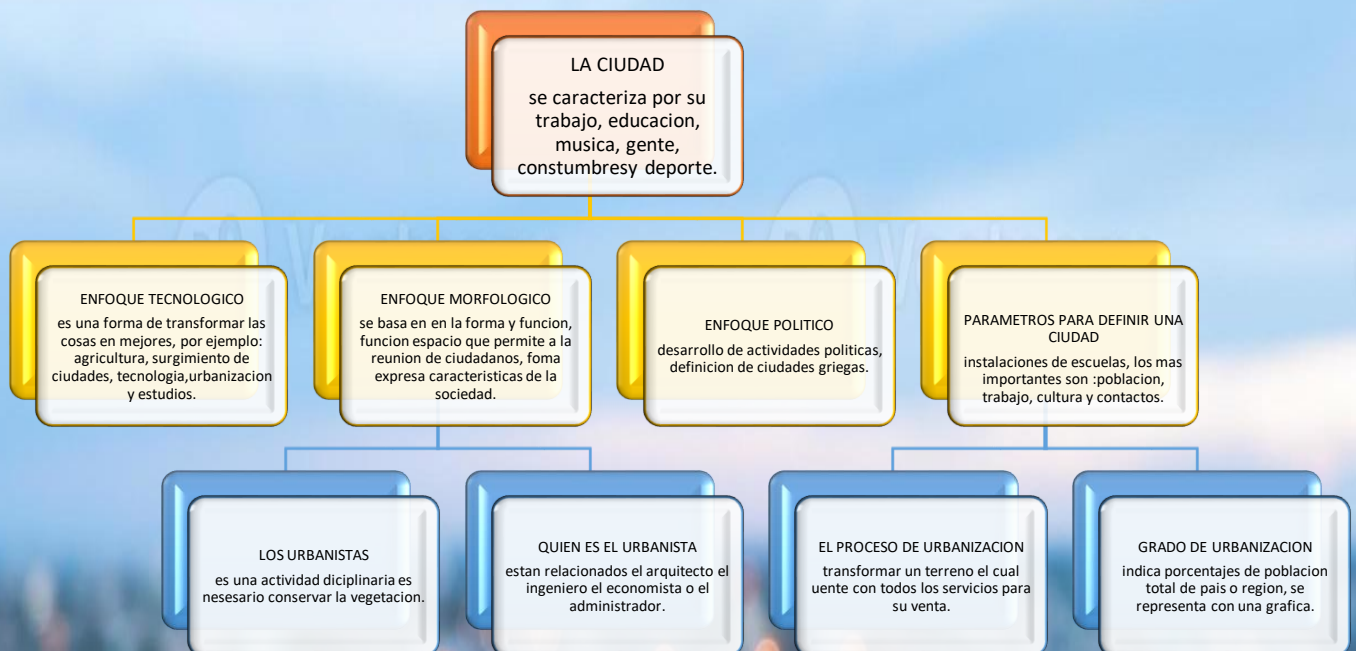 LA CIUDAD
se caracteriza por su
trabajo, educacion,
musica, gente,
constumbresy deporte.
ENFOQUE TECNOLOGICO
es una forma de transformar las
cosas en mejores, por ejemplo:
agricultura, surgimiento de
ciudades, tecnologia,urbanizacion
y estudios.
ENFOQUE MORFOLOGICO
se basa en en la forma y funcion,
funcion espacio que permite a la
reunion de ciudadanos, foma
expresa caracteristicas de la
sociedad.
ENFOQUE POLITICO
desarrollo de actividades politicas,
definicion de ciudades griegas.
PARAMETROS PARA DEFINIR UNA
CIUDAD
instalaciones de escuelas, los mas
importantes son :poblacion,
trabajo, cultura y contactos.
LOS URBANISTAS
es una actividad diciplinaria es
nesesario conservar la vegetacion.
QUIEN ES EL URBANISTA
estan relacionados el arquitecto el
ingeniero el economista o el
administrador.
EL PROCESO DE URBANIZACION
transformar un terreno el cual
uente con todos los servicios para
su venta.
GRADO DE URBANIZACION
indica porcentajes de poblacion
total de pais o region, se
representa con una grafica.